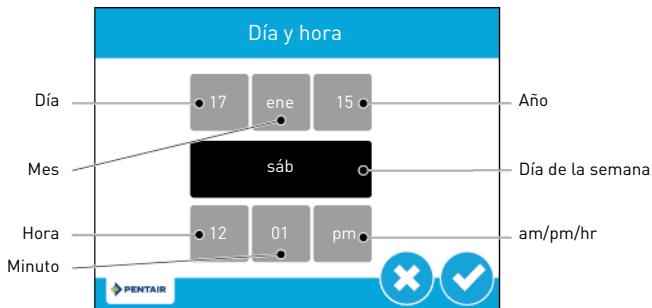 Día y hora
Día 17 ene 15 Año
Mes sáb Día de la semana
Hora 12 01 pm am/pm/hr
Minuto
PENTAIR